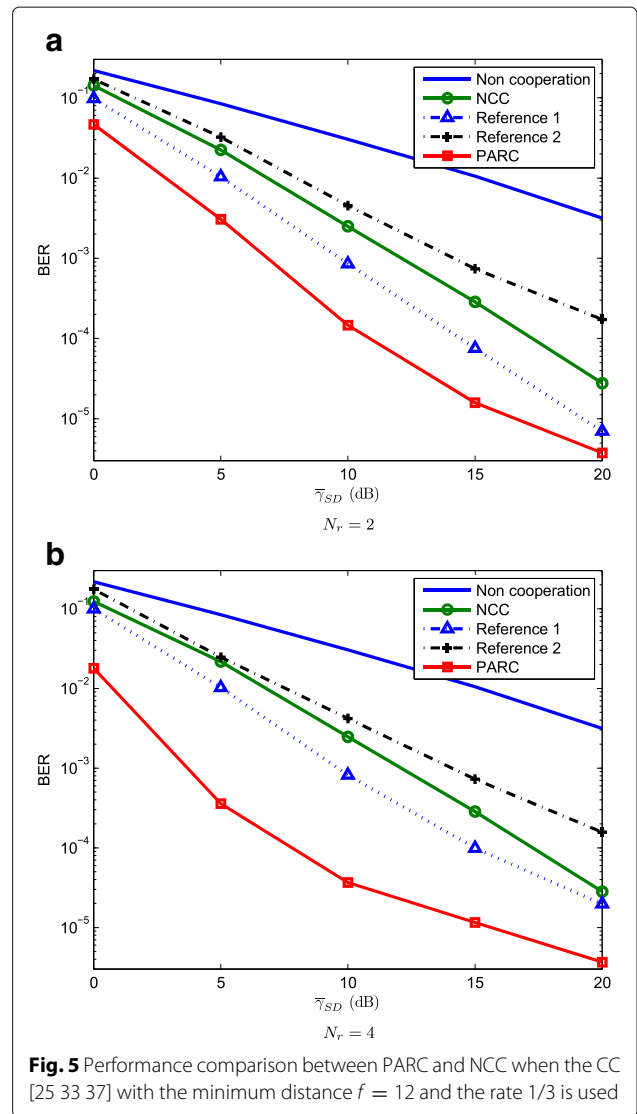 a
Non cooperation
NCC
Reference 1
Reference 2
PARC
BER
10⁻¹
10⁻²
10⁻³
10⁻⁴
10⁻⁵
0 5 10 15 20
γ̅_SD (dB)
N_r = 2
b
Non cooperation
NCC
Reference 1
Reference 2
PARC
BER
10⁻¹
10⁻²
10⁻³
10⁻⁴
10⁻⁵
0 5 10 15 20
γ̅_SD (dB)
N_r = 4
Fig. 5 Performance comparison between PARC and NCC when the CC
[25 33 37] with the minimum distance f = 12 and the rate 1/3 is used